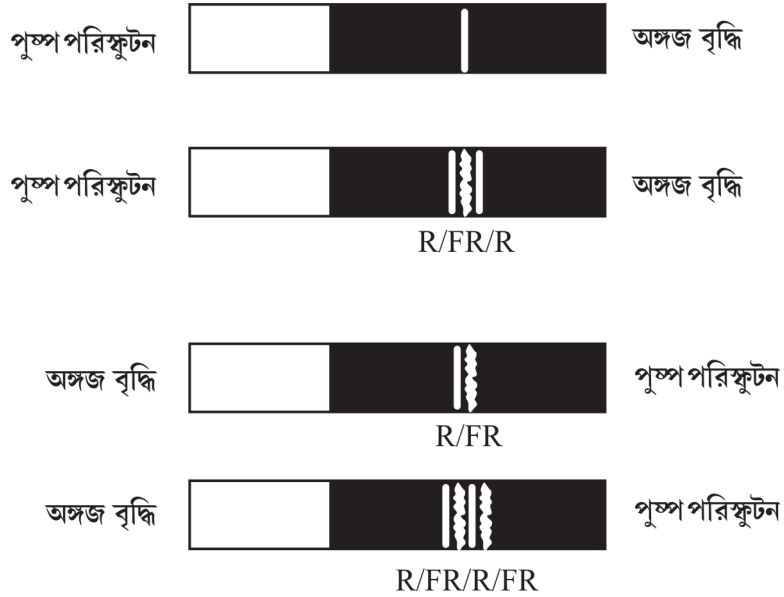 পুষ্প পরিস্ফুটন অঙ্গজ বৃদ্ধি
পুষ্প পরিস্ফুটন অঙ্গজ বৃদ্ধি
R/FR/R
অঙ্গজ বৃদ্ধি পুষ্প পরিস্ফুটন
R/FR
অঙ্গজ বৃদ্ধি পুষ্প পরিস্ফুটন
R/FR/R/FR